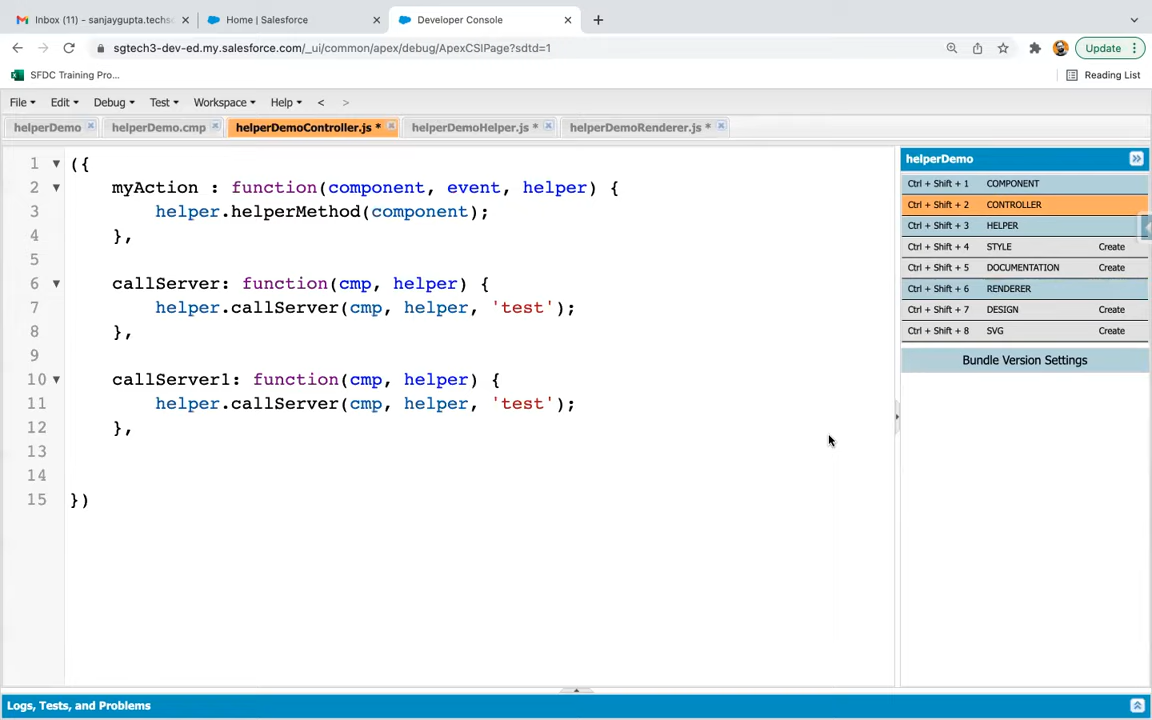 Inbox (11) - sanjaygupta.techsc
Home | Salesforce
Developer Console
sgtech3-dev-ed.my.salesforce.com/_ui/common/apex/debug/ApexCSIPage?sdtd=1
Update
SFDC Training Pro...
Reading List
File Edit Debug Test Workspace Help < >
helperDemo
helperDemo.cmp
helperDemoController.js *
helperDemoHelper.js *
helperDemoRenderer.js *
1 ({
2 myAction : function(component, event, helper) {
3 helper.helperMethod(component);
4 },
5
6 callServer: function(cmp, helper) {
7 helper.callServer(cmp, helper, 'test');
8 },
9
10 callServer1: function(cmp, helper) {
11 helper.callServer(cmp, helper, 'test');
12 },
13
14
15 })
helperDemo
Ctrl + Shift + 1 COMPONENT
Ctrl + Shift + 2 CONTROLLER
Ctrl + Shift + 3 HELPER
Ctrl + Shift + 4 STYLE Create
Ctrl + Shift + 5 DOCUMENTATION Create
Ctrl + Shift + 6 RENDERER
Ctrl + Shift + 7 DESIGN Create
Ctrl + Shift + 8 SVG Create
Bundle Version Settings
Logs, Tests, and Problems